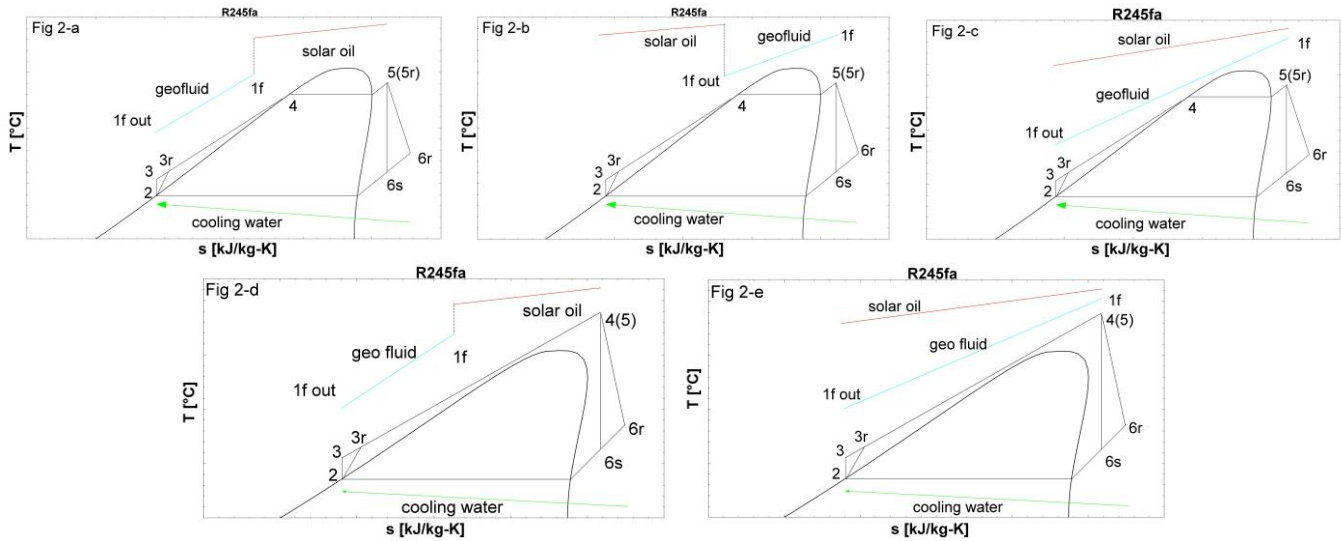 R245fa
Fig 2-a
solar oil
geofluid
1f
1f out
4
5(5r)
3
3r
2
6r
6s
cooling water
T [°C]
s [kJ/kg-K]
R245fa
Fig 2-b
solar oil
geofluid
1f
1f out
4
5(5r)
3
3r
2
6r
6s
cooling water
T [°C]
s [kJ/kg-K]
R245fa
Fig 2-c
solar oil
1f
geofluid
1f out
4
5(5r)
3
3r
2
6r
6s
cooling water
T [°C]
s [kJ/kg-K]
R245fa
Fig 2-d
solar oil
4(5)
geo fluid
1f
1f out
3
3r
2
6r
6s
cooling water
T [°C]
s [kJ/kg-K]
R245fa
Fig 2-e
solar oil
1f
4(5)
geo fluid
1f out
3
3r
2
6r
6s
cooling water
T [°C]
s [kJ/kg-K]